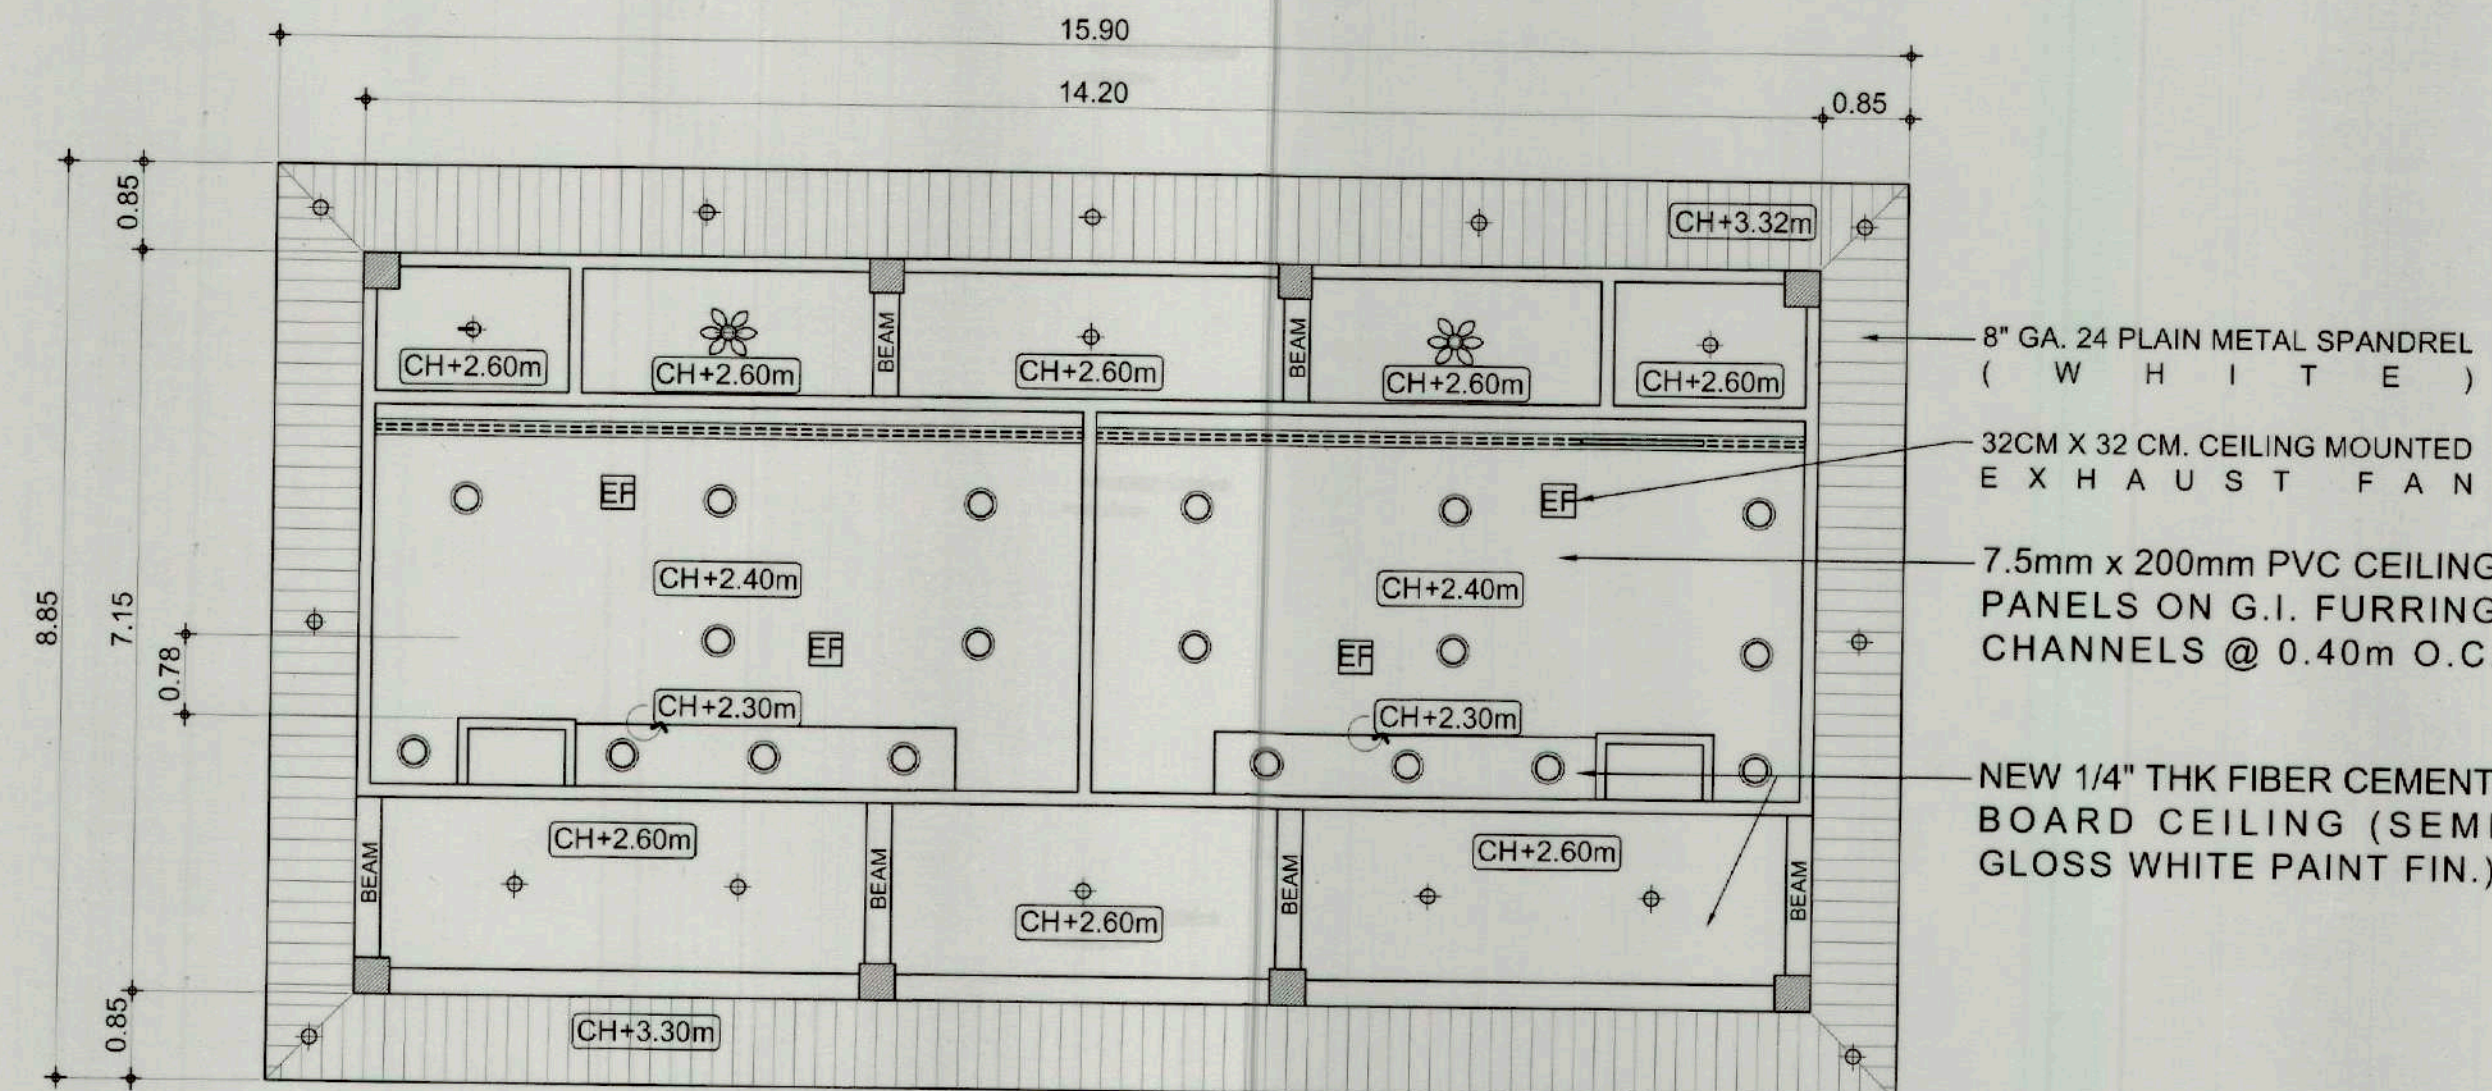 15.90
14.20
0.85
0.85
CH+3.32m
BEAM
BEAM
CH+2.60m
CH+2.60m
CH+2.60m
CH+2.60m
CH+2.60m
8" GA. 24 PLAIN METAL SPANDREL
( W H I T E )
32CM X 32 CM. CEILING MOUNTED
E X H A U S T F A N
EF
EF
7.5mm x 200mm PVC CEILING
PANELS ON G.I. FURRING
CHANNELS @ 0.40m O.C
CH+2.40m
CH+2.40m
8.85
7.15
0.78
EF
EF
CH+2.30m
CH+2.30m
NEW 1/4" THK FIBER CEMENT
BOARD CEILING (SEMI
GLOSS WHITE PAINT FIN.)
CH+2.60m
CH+2.60m
BEAM
BEAM
BEAM
BEAM
CH+2.60m
0.85
CH+3.30m